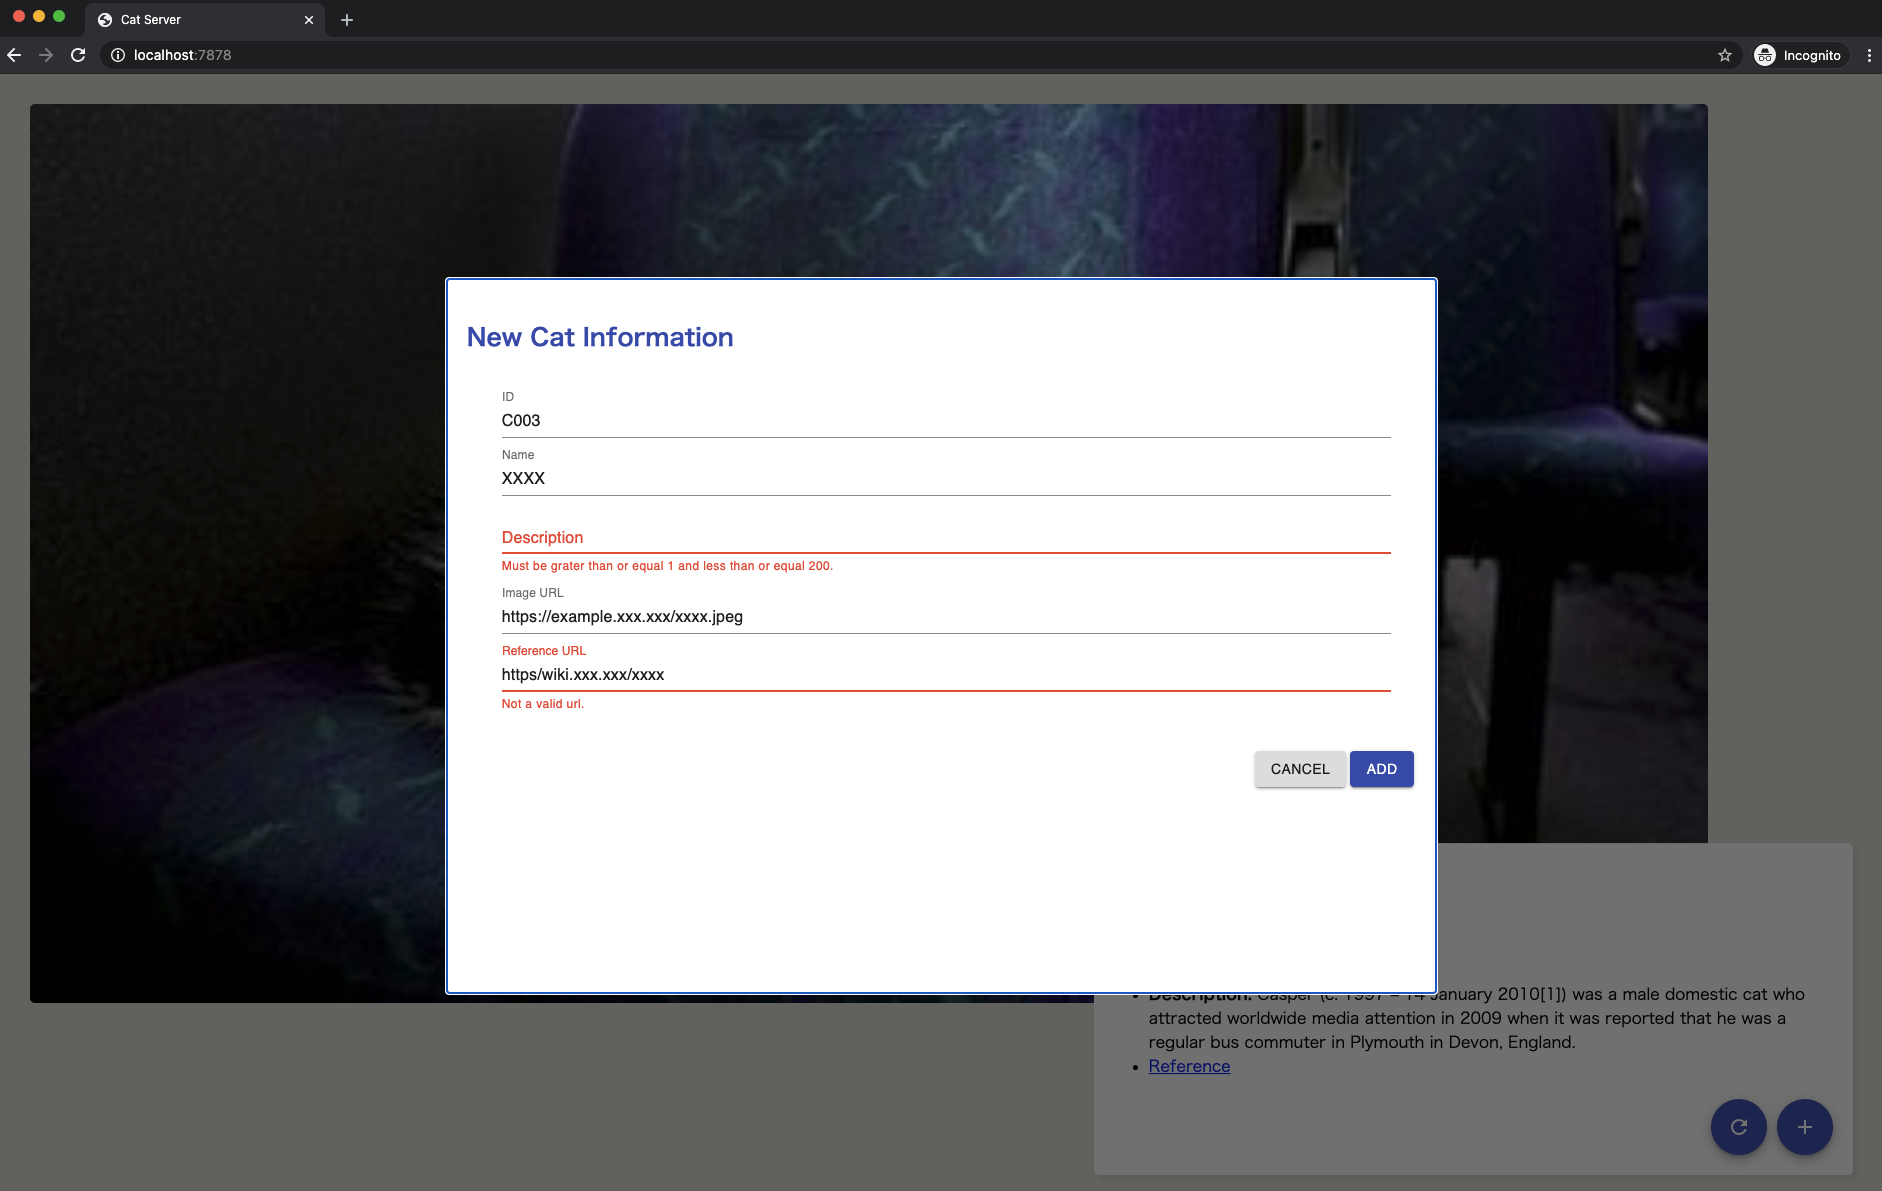 Cat Server
localhost:7878
Incognito
New Cat Information
ID
C003
Name
XXXX
Description
Must be grater than or equal 1 and less than or equal 200.
Image URL
https://example.xxx.xxx/xxxx.jpeg
Reference URL
https/wiki.xxx.xxx/xxxx
Not a valid url.
CANCEL
ADD
Description: Casper (c. 1997 – 14 January 2010[1]) was a male domestic cat who
attracted worldwide media attention in 2009 when it was reported that he was a
regular bus commuter in Plymouth in Devon, England.
Reference